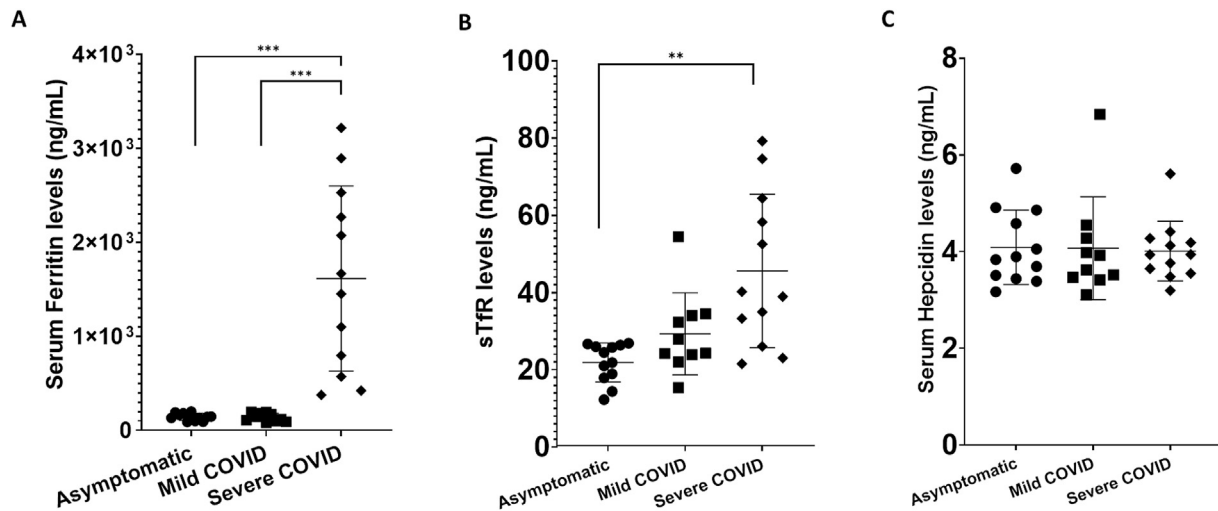 A
Serum Ferritin levels (ng/mL)
4×10³
3×10³
2×10³
1×10³
0
***
***
Asymptomatic
Mild COVID
Severe COVID
B
sTfR levels (ng/mL)
100
80
60
40
20
0
**
Asymptomatic
Mild COVID
Severe COVID
C
Serum Hepcidin levels (ng/mL)
8
6
4
2
0
Asymptomatic
Mild COVID
Severe COVID